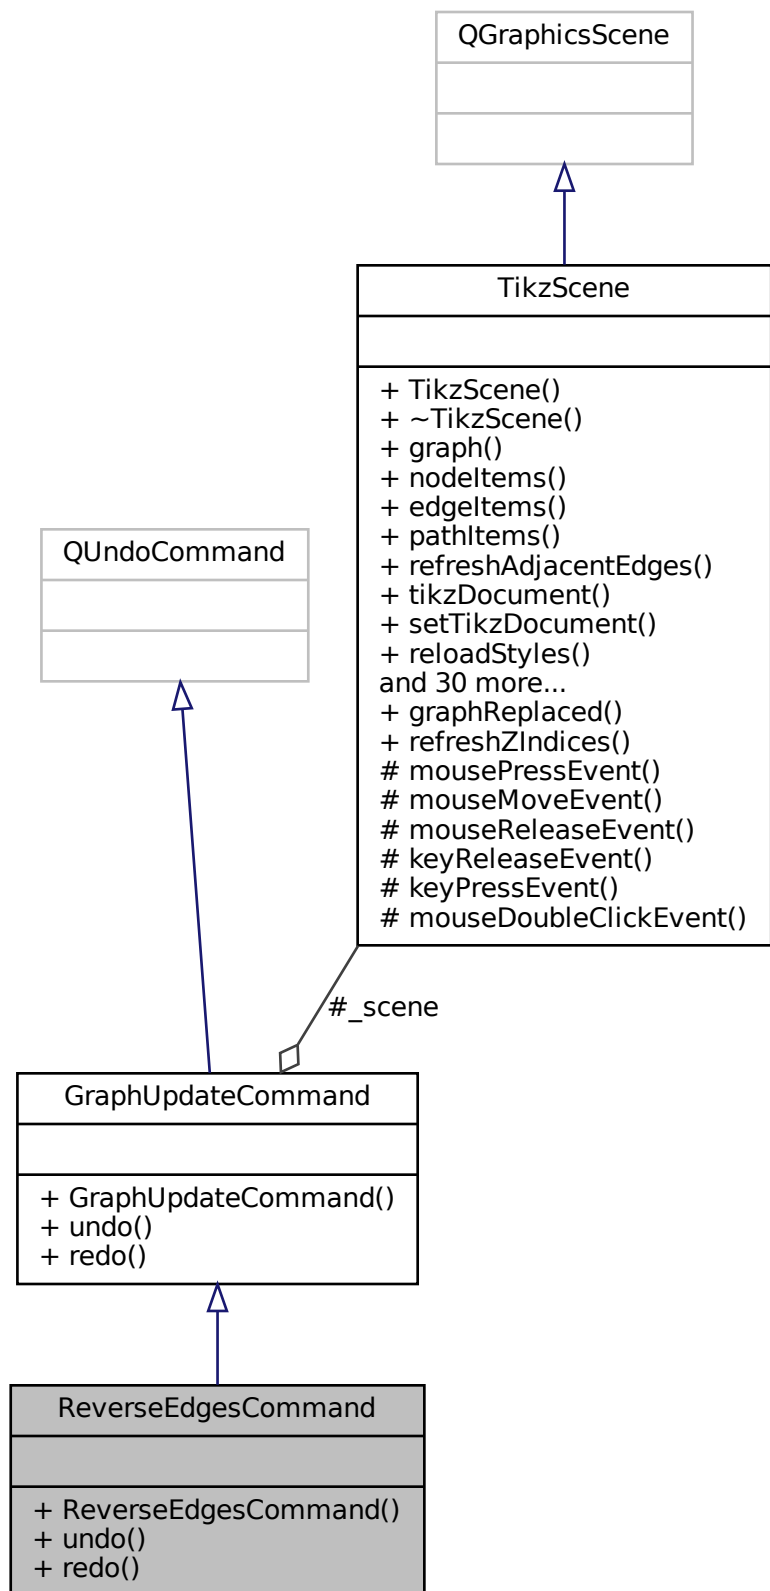 QGraphicsScene
TikzScene
+ TikzScene()
+ ~TikzScene()
+ graph()
+ nodeItems()
+ edgeItems()
+ pathItems()
+ refreshAdjacentEdges()
+ tikzDocument()
+ setTikzDocument()
+ reloadStyles()
and 30 more...
+ graphReplaced()
+ refreshZIndices()
# mousePressEvent()
# mouseMoveEvent()
# mouseReleaseEvent()
# keyReleaseEvent()
# keyPressEvent()
# mouseDoubleClickEvent()
QUndoCommand
#_scene
GraphUpdateCommand
+ GraphUpdateCommand()
+ undo()
+ redo()
ReverseEdgesCommand
+ ReverseEdgesCommand()
+ undo()
+ redo()